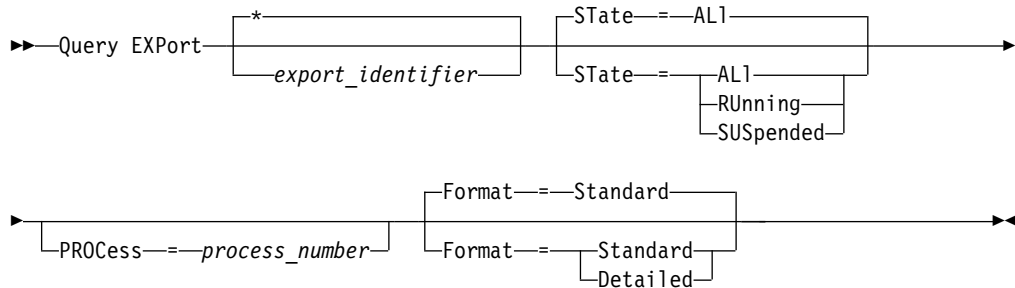 * STate = ALl
Query EXPort
export_identifier STate = ALl
RUnning
SUSpended
Format = Standard
PROCess = process_number Format = Standard
Detailed